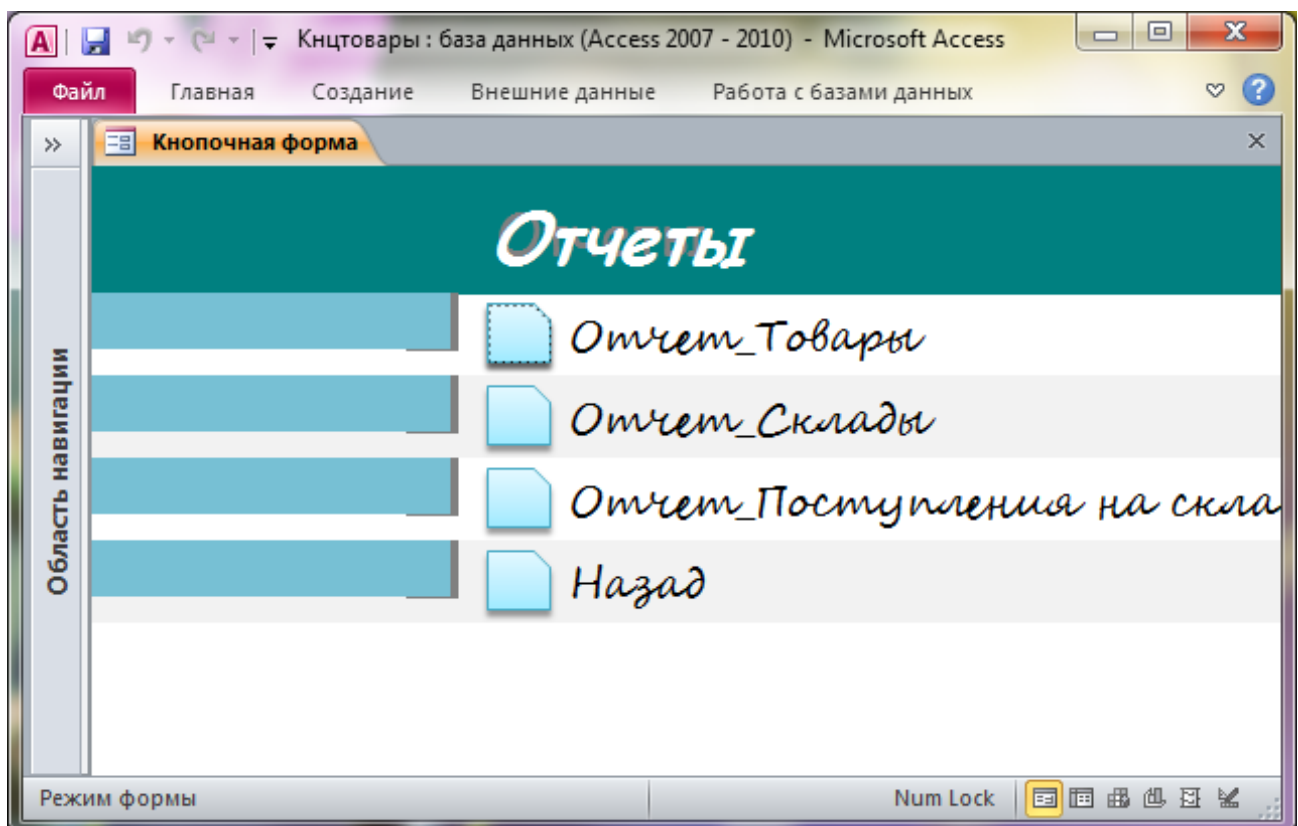 Кнцтовары : база данных (Access 2007 - 2010) - Microsoft Access
Файл Главная Создание Внешние данные Работа с базами данных
Кнопочная форма
Отчеты
Область навигации
Отчет_Товары
Отчет_Склады
Отчет_Поступления на скла
Назад
Режим формы Num Lock